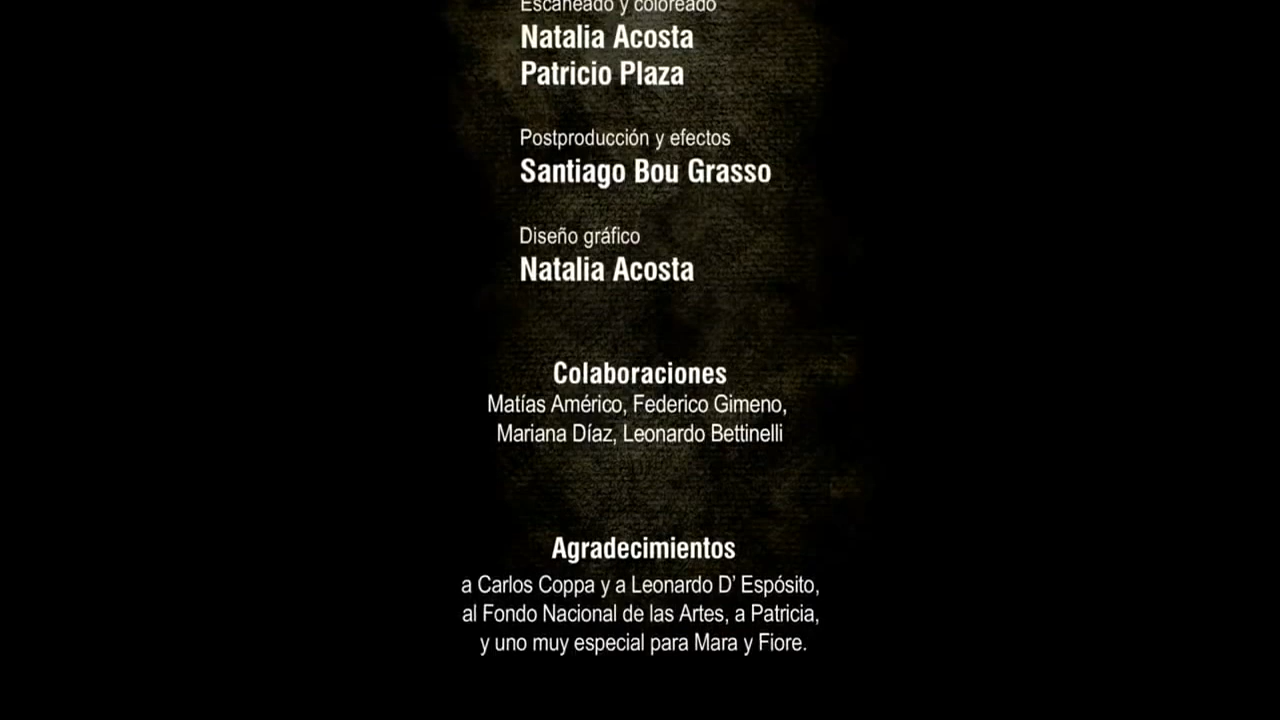 Escaneado y coloreado
Natalia Acosta
Patricio Plaza
Postproducción y efectos
Santiago Bou Grasso
Diseño gráfico
Natalia Acosta
Colaboraciones
Matías Américo, Federico Gimeno,
Mariana Díaz, Leonardo Bettinelli
Agradecimientos
a Carlos Coppa y a Leonardo D’ Espósito,
al Fondo Nacional de las Artes, a Patricia,
y uno muy especial para Mara y Fiore.